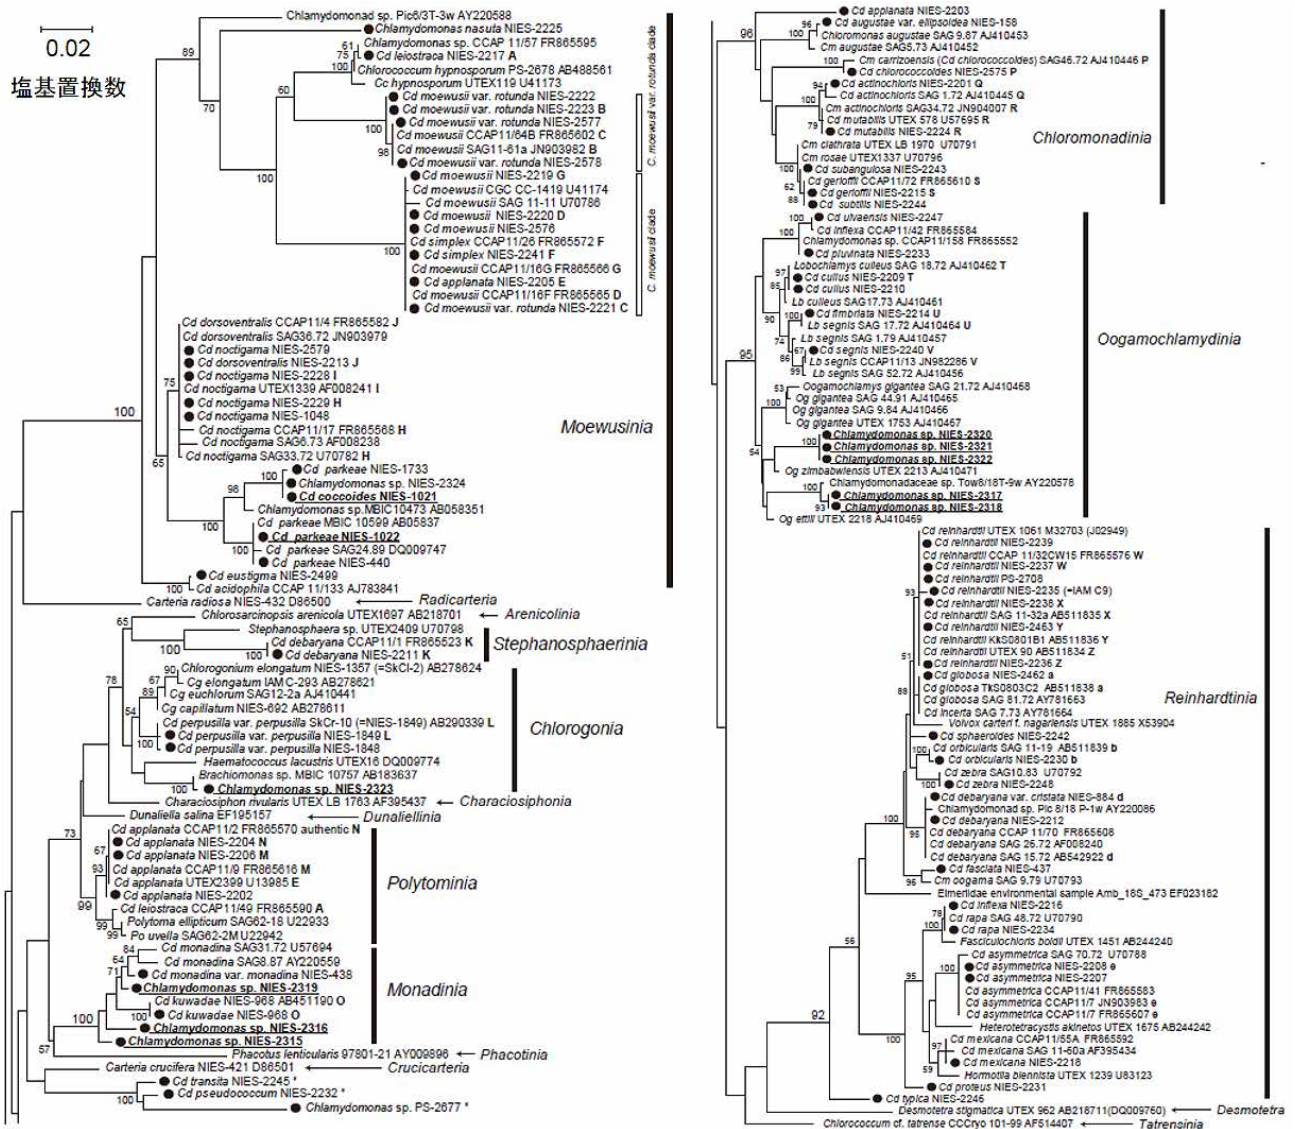 0.02
塩基置換数
Chlamydomonad sp. Pic6/3T-3w AY220588
Chlamydomonas nasuta NIES-2225
Chlamydomonas sp. CCAP 11/57 FR865595
Cd leiostraca NIES-2217 A
Chlorococcum hypnosporum PS-2678 AB488561
Cc hypnosporum UTEX119 U41173
Cd moewusii var. rotunda NIES-2222
Cd moewusii var. rotunda NIES-2223 B
Cd moewusii var. rotunda NIES-2577
Cd moewusii CCAP11/64B FR865602 C
Cd moewusii SAG11-61a JN903982 B
Cd moewusii var. rotunda NIES-2578
C. moewusii var. rotunda clade
Cd moewusii NIES-2219 G
Cd moewusii CGC CC-1419 U41174
Cd moewusii SAG 11-11 U70786
Cd moewusii NIES-2220 D
Cd moewusii NIES-2576
Cd simplex CCAP11/26 FR865572 F
Cd simplex NIES-2241 F
Cd moewusii CCAP11/16G FR865566 G
Cd applanata NIES-2205 E
Cd moewusii CCAP11/16F FR865565 D
Cd moewusii var. rotunda NIES-2221 C
C. moewusii clade
Cd dorsoventralis CCAP11/4 FR865582 J
Cd dorsoventralis SAG36.72 JN903979
Cd noctigama NIES-2579
Cd dorsoventralis NIES-2213 J
Cd noctigama NIES-2228 I
Cd noctigama UTEX1339 AF008241 I
Cd noctigama NIES-2229 H
Cd noctigama NIES-1048
Cd noctigama CCAP11/17 FR865568 H
Cd noctigama SAG6.73 AF008238
Cd noctigama SAG33.72 U70782 H
Cd parkeae NIES-1733
Chlamydomonas sp. NIES-2324
Cd coccoides NIES-1021
Chlamydomonas sp.MBIC10473 AB058351
Cd parkeae MBIC 10599 AB05837
Cd parkeae NIES-1022
Cd parkeae SAG24.89 DQ009747
Cd parkeae NIES-440
Cd eustigma NIES-2499
Cd acidophila CCAP 11/133 AJ783841
Moewusinia
Carteria radiosa NIES-432 D86500
Radicarteria
Chlorosarcinopsis arenicola UTEX1697 AB218701
Arenicolinia
Stephanosphaera sp. UTEX2409 U70798
Cd debaryana CCAP11/1 FR865523 K
Cd debaryana NIES-2211 K
Stephanosphaerinia
Chlorogonium elongatum NIES-1357 (=SkCl-2) AB278624
Cg elongatum IAM C-293 AB278621
Cg euchlorum SAG12-2a AJ410441
Cg capillatum NIES-692 AB278611
Cd perpusilla var. perpusilla SkCr-10 (=NIES-1849) AB290339 L
Cd perpusilla var. perpusilla NIES-1849 L
Cd perpusilla var. perpusilla NIES-1848
Haematococcus lacustris UTEX16 DQ009774
Brachiomonas sp. MBIC 10757 AB183637
Chlamydomonas sp. NIES-2323
Chlorogonia
Characiosiphon rivularis UTEX LB 1763 AF395437
Characiosiphonia
Dunaliella salina EF195157
Dunaliellinia
Cd applanata CCAP11/2 FR865570 authentic N
Cd applanata NIES-2204 N
Cd applanata NIES-2206 M
Cd applanata CCAP11/9 FR865616 M
Cd applanata UTEX2399 U13985 E
Cd applanata NIES-2202
Cd leiostraca CCAP11/49 FR865590 A
Polytoma ellipticum SAG62-18 U22933
Po uvella SAG62-2M U22942
Polytominia
Cd monadina SAG31.72 U57694
Cd monadina SAG8.87 AY220559
Cd monadina var. monadina NIES-438
Chlamydomonas sp. NIES-2319
Cd kuwadae NIES-968 AB451190 O
Cd kuwadae NIES-968 O
Chlamydomonas sp. NIES-2316
Chlamydomonas sp. NIES-2315
Monadinia
Phacotus lenticularis 97801-21 AY009896
Phacotinia
Carteria crucifera NIES-421 D86501
Crucicarteria
Cd transita NIES-2245 *
Cd pseudococcum NIES-2232 *
Chlamydomonas sp. PS-2677 *
Cd applanata NIES-2203
Cd augustae var. ellipsoidea NIES-158
Chloromonas augustae SAG 9.87 AJ410453
Cm augustae SAG5.73 AJ410452
Cm carrizoensis (Cd chlorococcoides) SAG46.72 AJ410446 P
Cd chlorococcoides NIES-2575 P
Cd actinochloris NIES-2201 Q
Cd actinochloris SAG 1.72 AJ410445 Q
Cm actinochloris SAG34.72 JN904007 R
Cd mutabilis UTEX 578 U57695 R
Cd mutabilis NIES-2224 R
Cm clathrata UTEX LB 1970 U70791
Cm rosae UTEX1337 U70796
Cd subangulosa NIES-2243
Cd gerloffii CCAP11/72 FR865610 S
Cd gerloffii NIES-2215 S
Cd subtilis NIES-2244
Chloromonadinia
Cd ulvaensis NIES-2247
Cd inflexa CCAP11/42 FR865584
Chlamydomonas sp. CCAP11/158 FR865552
Cd pluvinata NIES-2233
Lobochlamys culleus SAG 18.72 AJ410462 T
Cd cullus NIES-2209 T
Cd cullus NIES-2210
Lb culleus SAG17.73 AJ410461
Cd fimbriata NIES-2214 U
Lb segnis SAG 17.72 AJ410464 U
Lb segnis SAG 1.79 AJ410457
Cd segnis NIES-2240 V
Lb segnis CCAP11/13 JN982286 V
Lb segnis SAG 52.72 AJ410456
Oogamochlamys gigantea SAG 21.72 AJ410468
Og gigantea SAG 44.91 AJ410465
Og gigantea SAG 9.84 AJ410466
Og gigantea UTEX 1753 AJ410467
Chlamydomonas sp. NIES-2320
Chlamydomonas sp. NIES-2321
Chlamydomonas sp. NIES-2322
Og zimbabwiensis UTEX 2213 AJ410471
Chlamydomonadaceae sp. Tow8/18T-9w AY220578
Chlamydomonas sp. NIES-2317
Chlamydomonas sp. NIES-2318
Og ettlii UTEX 2218 AJ410469
Oogamochlamydinia
Cd reinhardtii UTEX 1061 M32703 (J02949)
Cd reinhardtii NIES-2239
Cd reinhardtii CCAP 11/32CW15 FR865576 W
Cd reinhardtii NIES-2237 W
Cd reinhardtii PS-2708
Cd reinhardtii NIES-2235 (=IAM C9)
Cd reinhardtii NIES-2238 X
Cd reinhardtii SAG 11-32a AB511835 X
Cd reinhardtii NIES-2463 Y
Cd reinhardtii KkS0801B1 AB511836 Y
Cd reinhardtii UTEX 90 AB511834 Z
Cd reinhardtii NIES-2236 Z
Cd globosa NIES-2462 a
Cd globosa TkS0803C2 AB511838 a
Cd globosa SAG 81.72 AY781663
Cd incerta SAG 7.73 AY781664
Volvox carteri f. nagariensis UTEX 1885 X53904
Cd sphaeroides NIES-2242
Cd orbicularis SAG 11-19 AB511839 b
Cd orbicularis NIES-2230 b
Cd zebra SAG10.83 U70792
Cd zebra NIES-2248
Cd debaryana var. cristata NIES-884 d
Chlamydomonad sp. Pic 8/18 P-1w AY220086
Cd debaryana NIES-2212
Cd debaryana CCAP 11/70 FR865608
Cd debaryana SAG 26.72 AF008240
Cd debaryana SAG 15.72 AB542922 d
Cd fasciata NIES-437
Cm oogama SAG 9.79 U70793
Eimeriidae environmental sample Amb_18S_473 EF023182
Cd inflexa NIES-2216
Cd rapa SAG 48.72 U70790
Cd rapa NIES-2234
Fasciculochloris boldii UTEX 1451 AB244240
Cd asymmetrica SAG 70.72 U70788
Cd asymmetrica NIES-2208 e
Cd asymmetrica NIES-2207
Cd asymmetrica CCAP11/41 FR865583
Cd asymmetrica CCAP11/7 JN903983 e
Cd asymmetrica CCAP11/7 FR865607 e
Heterotetracystis akinetos UTEX 1675 AB244242
Cd mexicana CCAP11/55A FR865592
Cd mexicana SAG 11-60a AF395434
Cd mexicana NIES-2218
Hormotila blennista UTEX 1239 U83123
Cd proteus NIES-2231
Cd typica NIES-2246
Reinhardtinia
Desmotetra stigmatica UTEX 962 AB218711(DQ009760)
Desmotetra
Chlorococcum cf. tatrense CCCryo 101-99 AF514407
Tatrensinia